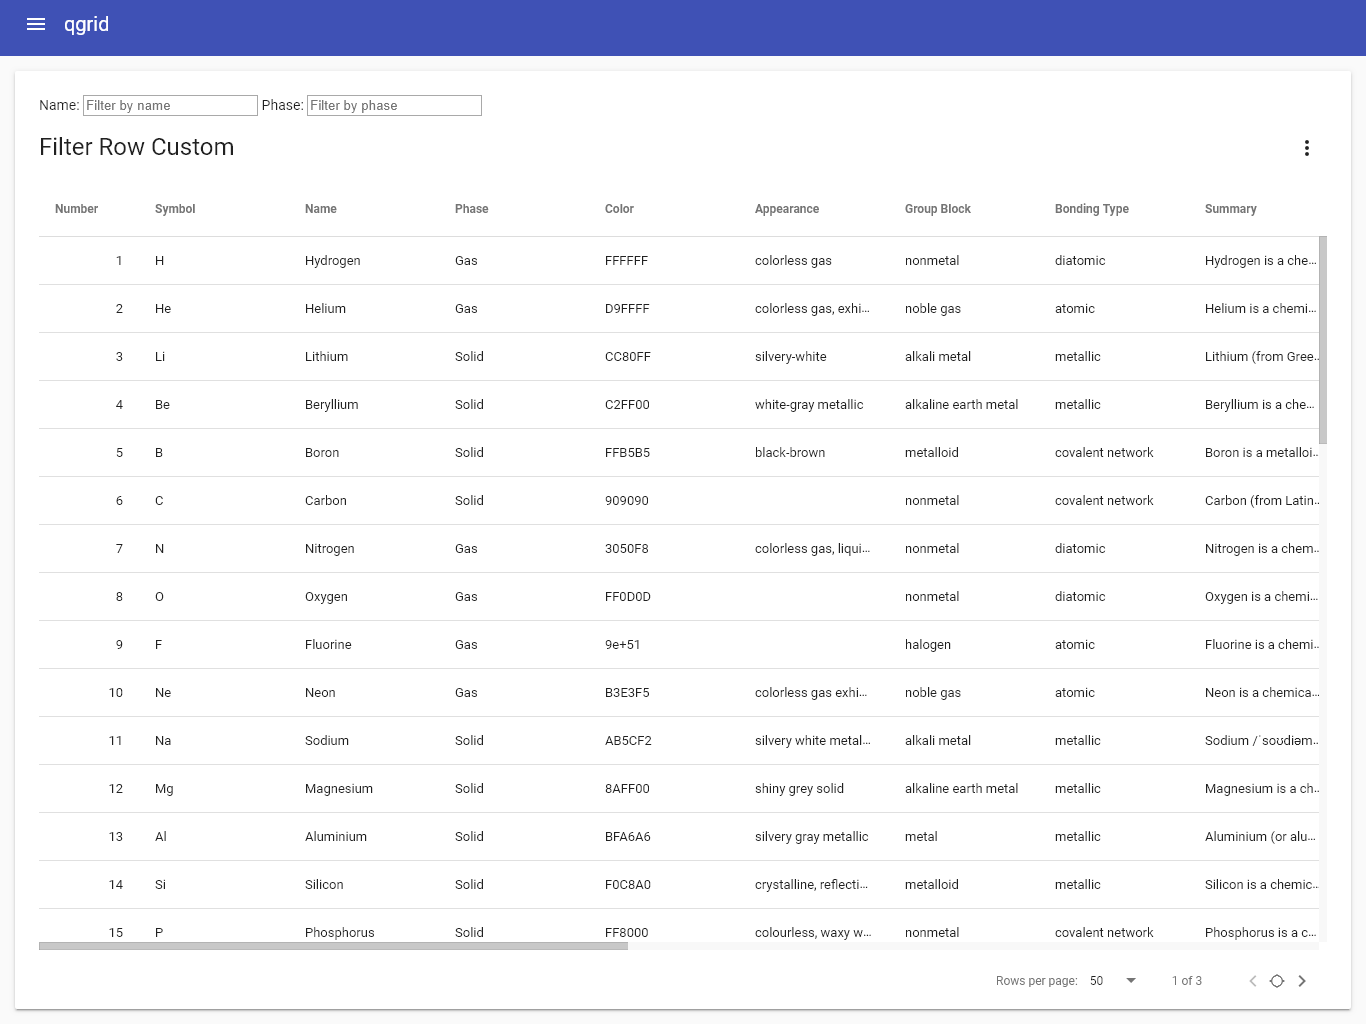 qgrid
Name: Filter by name Phase: Filter by phase
Filter Row Custom
Number Symbol Name Phase Color Appearance Group Block Bonding Type Summary
1 H Hydrogen Gas FFFFFF colorless gas nonmetal diatomic Hydrogen is a che...
2 He Helium Gas D9FFFF colorless gas, exhi... noble gas atomic Helium is a chemi...
3 Li Lithium Solid CC80FF silvery-white alkali metal metallic Lithium (from Gree...
4 Be Beryllium Solid C2FF00 white-gray metallic alkaline earth metal metallic Beryllium is a che...
5 B Boron Solid FFB5B5 black-brown metalloid covalent network Boron is a metalloi...
6 C Carbon Solid 909090 nonmetal covalent network Carbon (from Latin...
7 N Nitrogen Gas 3050F8 colorless gas, liqui... nonmetal diatomic Nitrogen is a chem...
8 O Oxygen Gas FF0D0D nonmetal diatomic Oxygen is a chemi...
9 F Fluorine Gas 9e+51 halogen atomic Fluorine is a chemi...
10 Ne Neon Gas B3E3F5 colorless gas exhi... noble gas atomic Neon is a chemica...
11 Na Sodium Solid AB5CF2 silvery white metal... alkali metal metallic Sodium /ˈsoʊdiəm...
12 Mg Magnesium Solid 8AFF00 shiny grey solid alkaline earth metal metallic Magnesium is a ch...
13 Al Aluminium Solid BFA6A6 silvery gray metallic metal metallic Aluminium (or alu...
14 Si Silicon Solid F0C8A0 crystalline, reflecti... metalloid metallic Silicon is a chemic...
15 P Phosphorus Solid FF8000 colourless, waxy w... nonmetal covalent network Phosphorus is a c...
Rows per page: 50 1 of 3